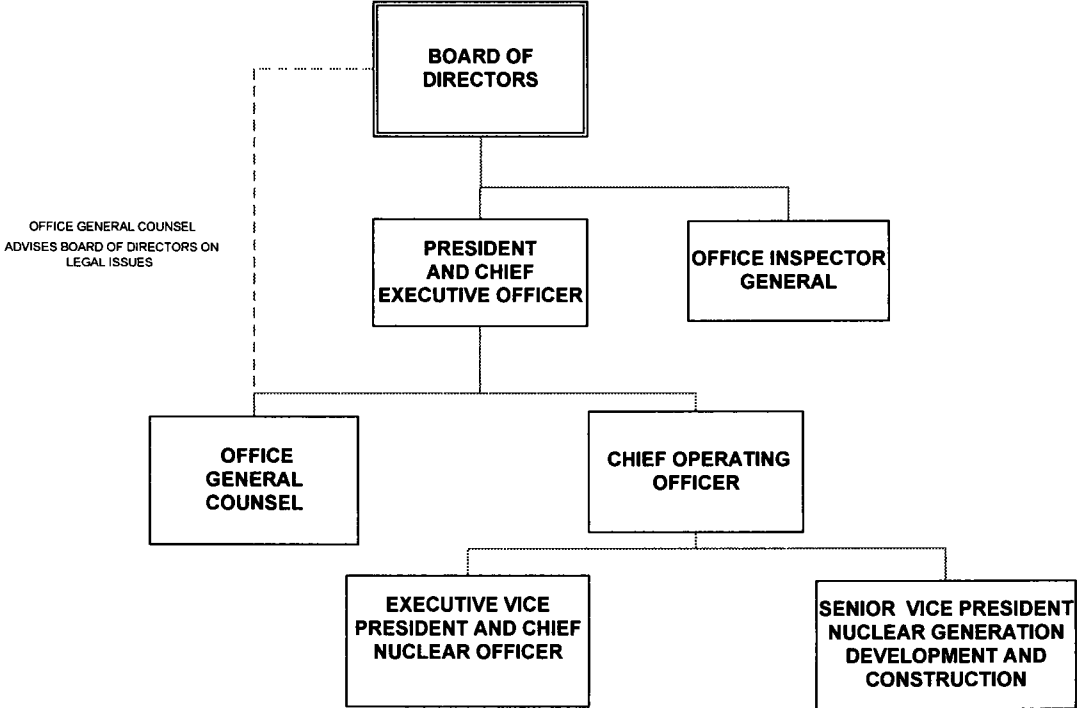 BOARD OF
DIRECTORS
OFFICE GENERAL COUNSEL
ADVISES BOARD OF DIRECTORS ON
LEGAL ISSUES
PRESIDENT
AND CHIEF
EXECUTIVE OFFICER
OFFICE INSPECTOR
GENERAL
OFFICE
GENERAL
COUNSEL
CHIEF OPERATING
OFFICER
EXECUTIVE VICE
PRESIDENT AND CHIEF
NUCLEAR OFFICER
SENIOR VICE PRESIDENT
NUCLEAR GENERATION
DEVELOPMENT AND
CONSTRUCTION